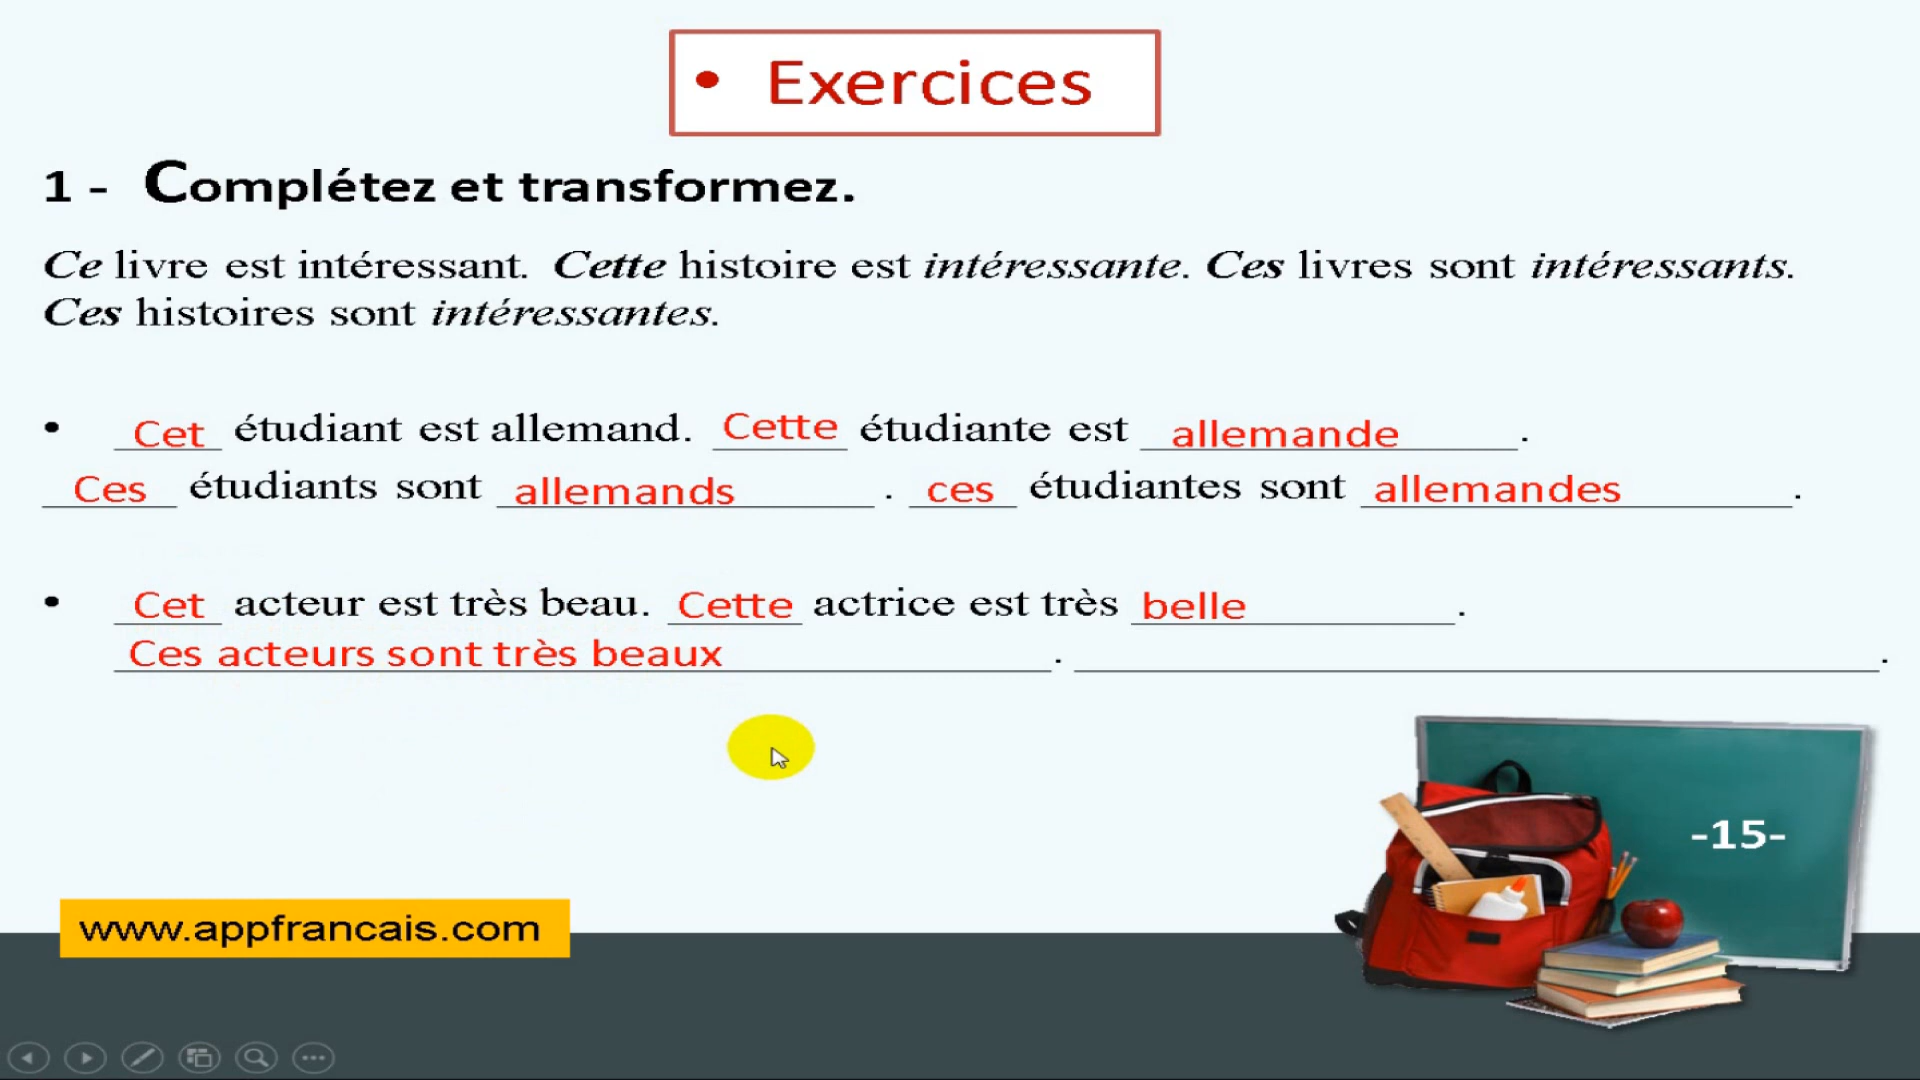 • Exercices
1 - Complétez et transformez.
Ce livre est intéressant. Cette histoire est intéressante. Ces livres sont intéressants.
Ces histoires sont intéressantes.
• Cet étudiant est allemand. Cette étudiante est allemande.
Ces étudiants sont allemands. ces étudiantes sont allemandes.
• Cet acteur est très beau. Cette actrice est très belle.
Ces acteurs sont très beaux. ____.
-15-
www.appfrancais.com